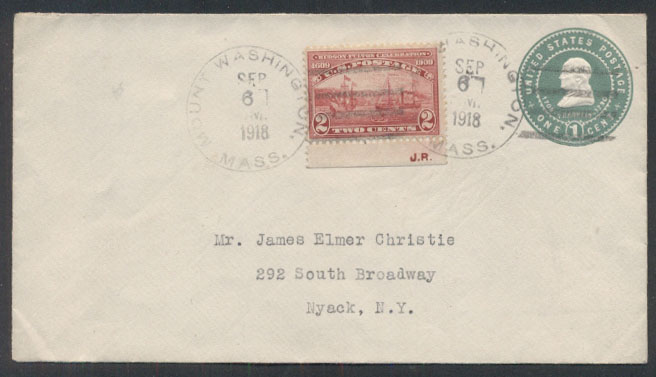 MOUNT WASHINGTON.
SEP
6
M
1918
MASS.
HUDSON-FULTON CELEBRATION
1609 1909
U.S. POSTAGE
2 TWO CENTS 2
J.R.
WASHINGTON.
SEP
6
M.
1918
MASS.
UNITED STATES POSTAGE
ONE 1 CENT
Mr. James Elmer Christie
292 South Broadway
Nyack, N.Y.